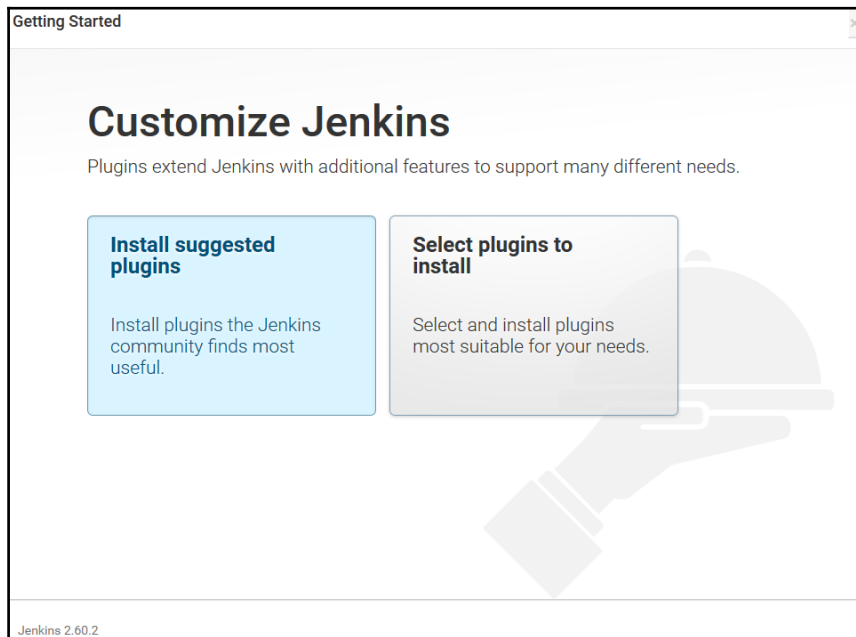 Getting Started
Customize Jenkins
Plugins extend Jenkins with additional features to support many different needs.
Install suggested
plugins
Install plugins the Jenkins
community finds most
useful.
Select plugins to
install
Select and install plugins
most suitable for your needs.
Jenkins 2.60.2